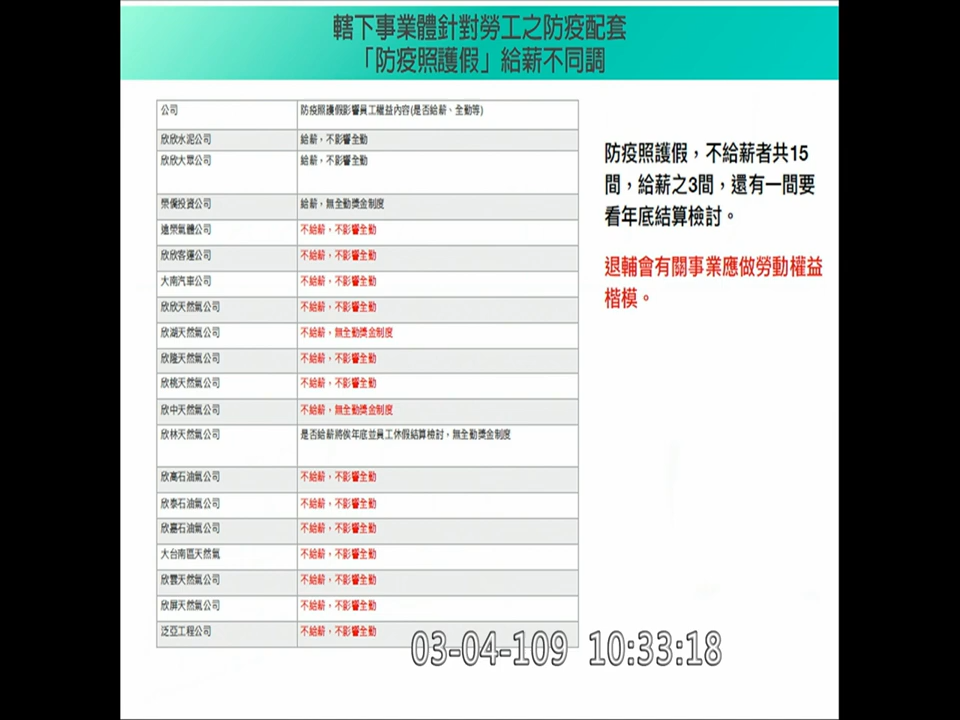 轄下事業體針對勞工之防疫配套
「防疫照護假」給薪不同調
公司 防疫照護假影響員工權益內容(是否給薪、全勤等)
欣欣水泥公司 給薪，不影響全勤
欣欣大眾公司 給薪，不影響全勤
榮僑投資公司 給薪，無全勤獎金制度
遠榮氣體公司 不給薪，不影響全勤
欣欣客運公司 不給薪，不影響全勤
大南汽車公司 不給薪，不影響全勤
欣欣天然氣公司 不給薪，不影響全勤
欣湖天然氣公司 不給薪，無全勤獎金制度
欣隆天然氣公司 不給薪，不影響全勤
欣桃天然氣公司 不給薪，不影響全勤
欣中天然氣公司 不給薪，無全勤獎金制度
欣林天然氣公司 是否給薪將俟年底並員工休假結算檢討，無全勤獎金制度
欣高石油氣公司 不給薪，不影響全勤
欣泰石油氣公司 不給薪，不影響全勤
欣嘉石油氣公司 不給薪，不影響全勤
大台南區天然氣 不給薪，不影響全勤
欣雲天然氣公司 不給薪，不影響全勤
欣屏天然氣公司 不給薪，不影響全勤
泛亞工程公司 不給薪，不影響全勤
防疫照護假，不給薪者共15
間，給薪之3間，還有一間要
看年底結算檢討。
退輔會有關事業應做勞動權益
楷模。
03-04-109 10:33:18